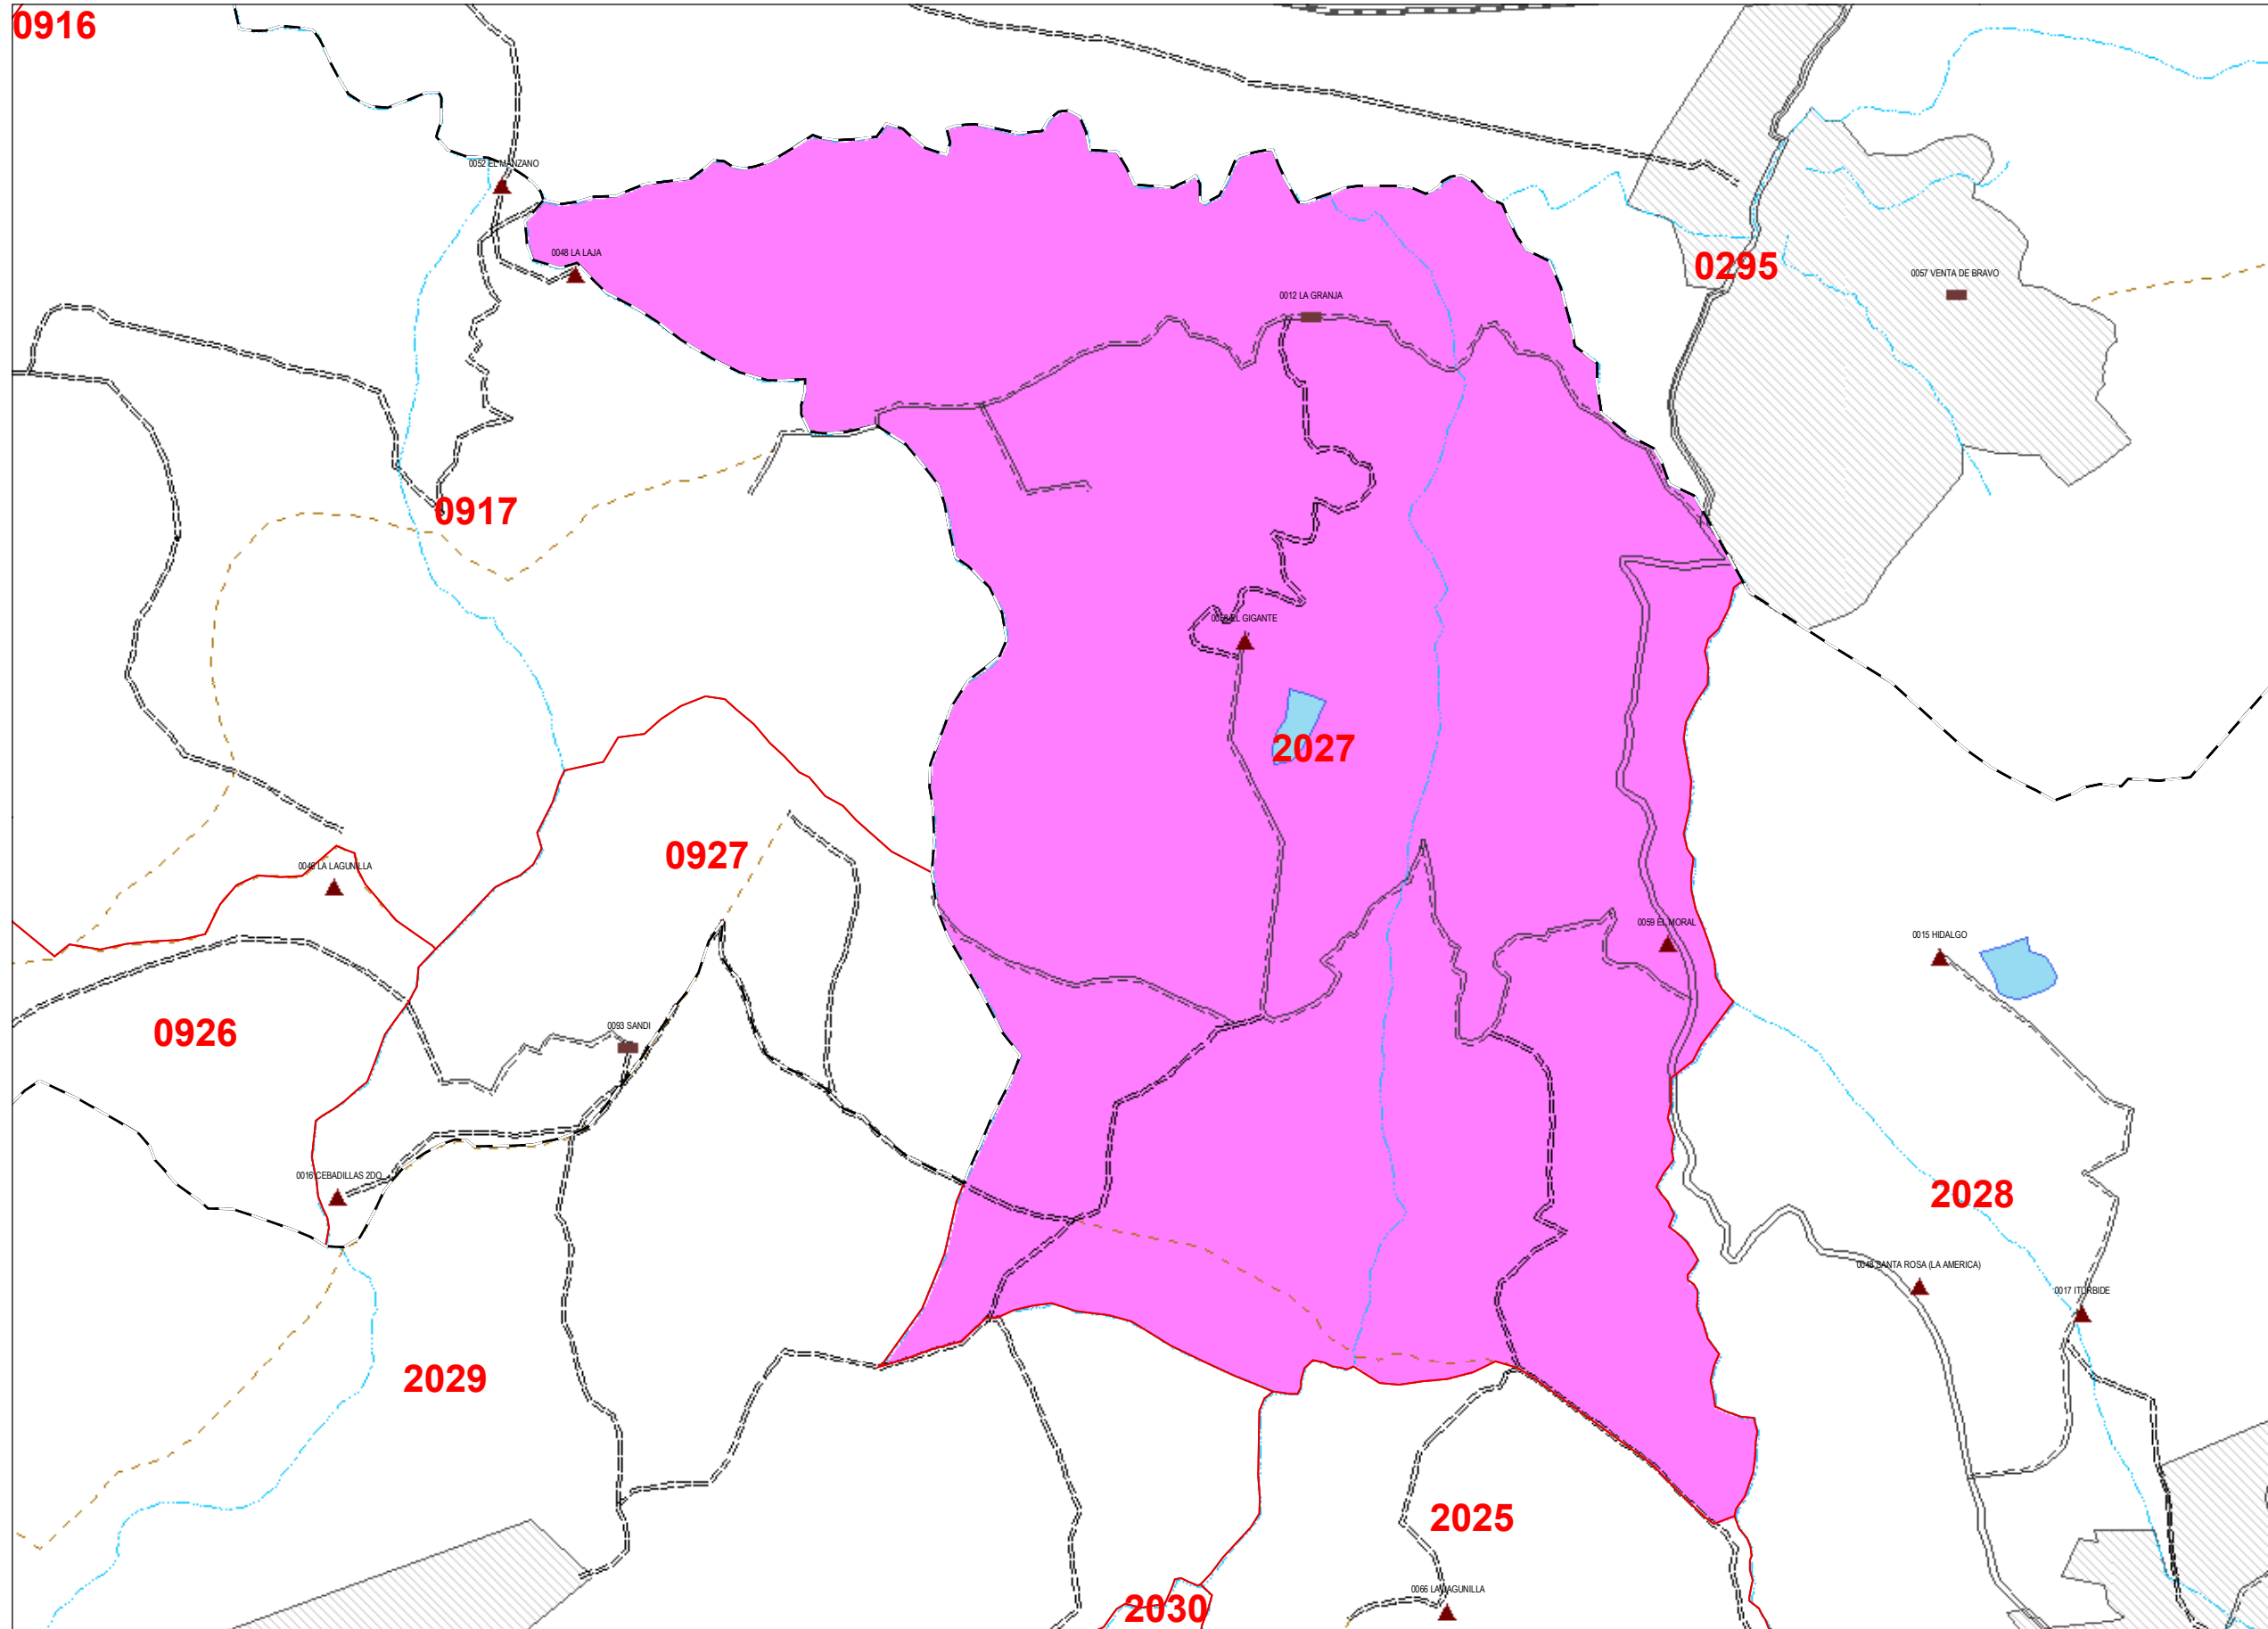 0916
0052 EL MANZANO
0048 LA LAJA
0295
0057 VENTA DE BRAVO
0012 LA GRANJA
0917
EL GIGANTE
2027
0927
LA LAGUNILLA
0059 EL MORAL
0015 HIDALGO
0926
0093 SANDI
0016 CEBADILLAS 2DO
2028
SANTA ROSA (LA AMERICA)
0017 ITURBIDE
2029
2025
0066 LA LAGUNILLA
2030